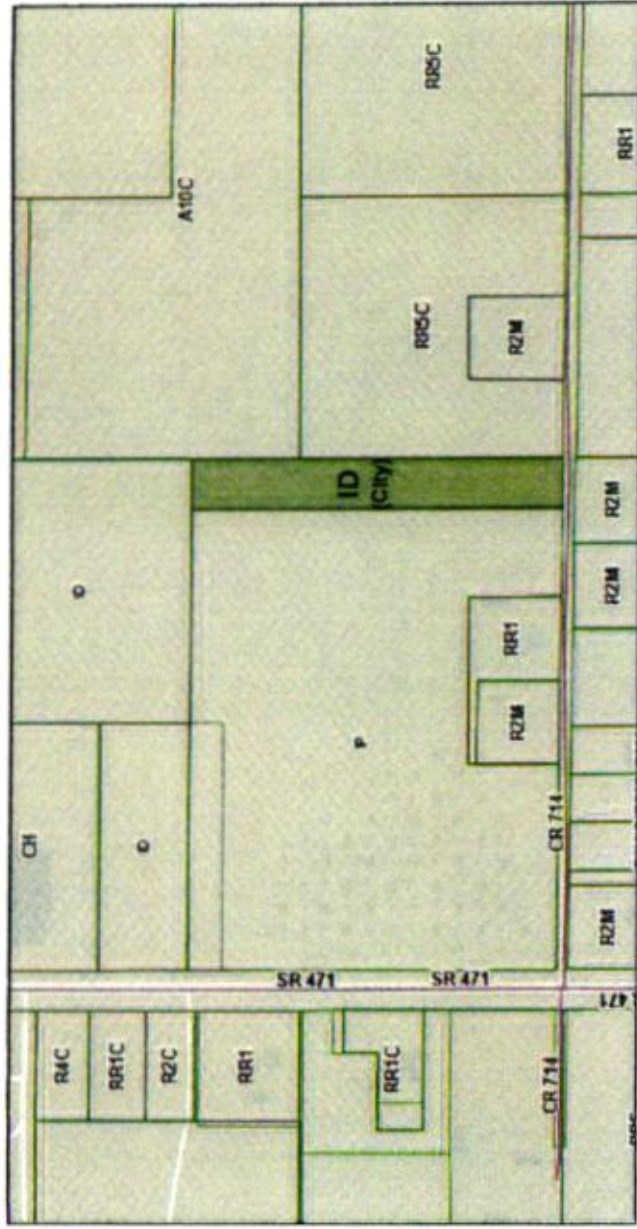 CH
R4C
C
RR1C
C
R2C
A10C
RR1
SR 471
ID
(City)
P
RR1C
RR5C
RR5C
SR 471
R2M
RR1
R2M
CR 714
CR 714
R2M
R2M
R2M
RR1
471